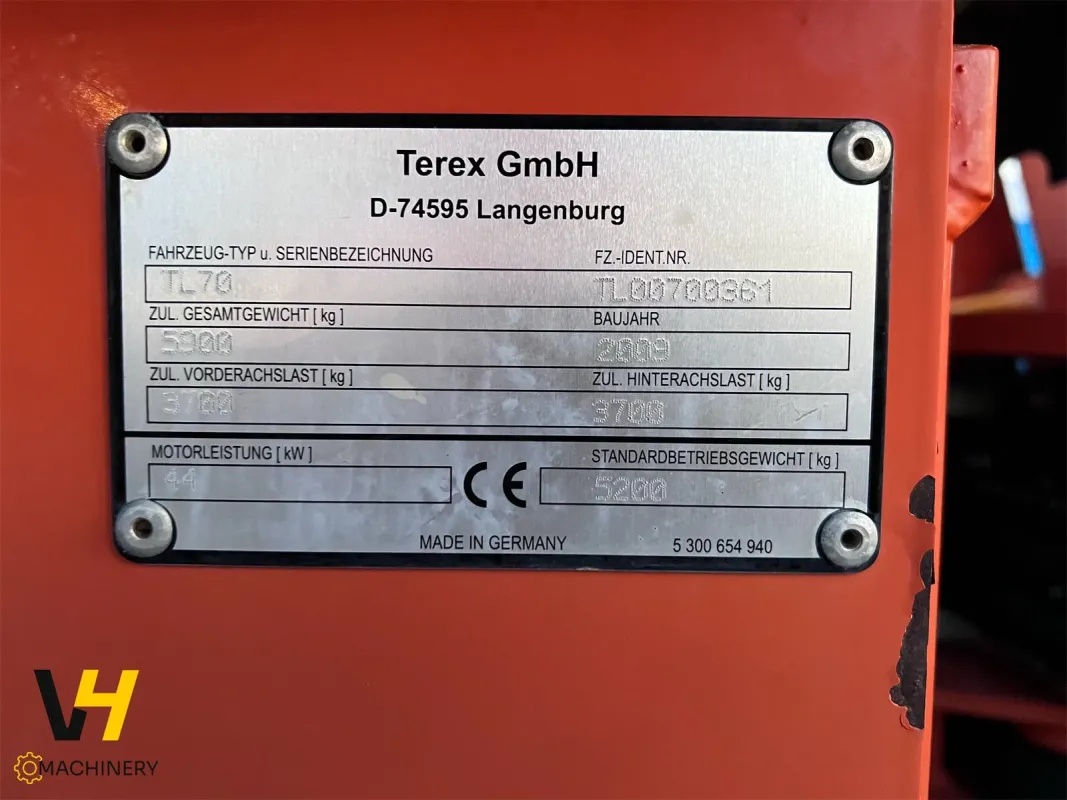 Terex GmbH
D-74595 Langenburg
FAHRZEUG-TYP u. SERIENBEZEICHNUNG FZ.-IDENT.NR.
TL70 TL00700361
ZUL. GESAMTGEWICHT [ kg ] BAUJAHR
5900 2009
ZUL. VORDERACHSLAST [ kg ] ZUL. HINTERACHSLAST [ kg ]
3700 3700
MOTORLEISTUNG [ kW ] STANDARDBETRIEBSGEWICHT [ kg ]
44 CE 5200
MADE IN GERMANY 5 300 654 940
VH
MACHINERY